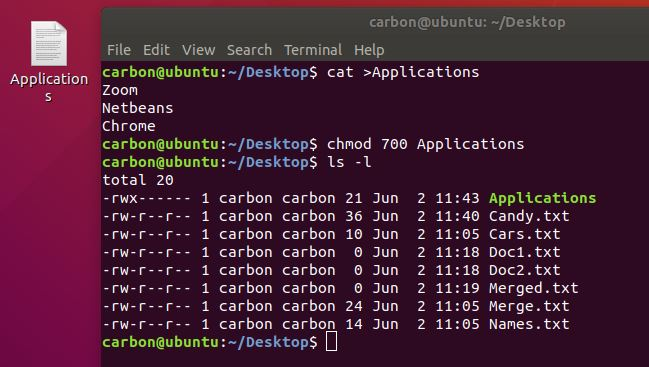 Application
s
carbon@ubuntu: ~/Desktop
File Edit View Search Terminal Help
carbon@ubuntu:~/Desktop$ cat >Applications
Zoom
Netbeans
Chrome
carbon@ubuntu:~/Desktop$ chmod 700 Applications
carbon@ubuntu:~/Desktop$ ls -l
total 20
-rwx------ 1 carbon carbon 21 Jun  2 11:43 Applications
-rw-r--r-- 1 carbon carbon 36 Jun  2 11:40 Candy.txt
-rw-r--r-- 1 carbon carbon 10 Jun  2 11:05 Cars.txt
-rw-r--r-- 1 carbon carbon  0 Jun  2 11:18 Doc1.txt
-rw-r--r-- 1 carbon carbon  0 Jun  2 11:18 Doc2.txt
-rw-r--r-- 1 carbon carbon  0 Jun  2 11:19 Merged.txt
-rw-r--r-- 1 carbon carbon 24 Jun  2 11:05 Merge.txt
-rw-r--r-- 1 carbon carbon 14 Jun  2 11:05 Names.txt
carbon@ubuntu:~/Desktop$